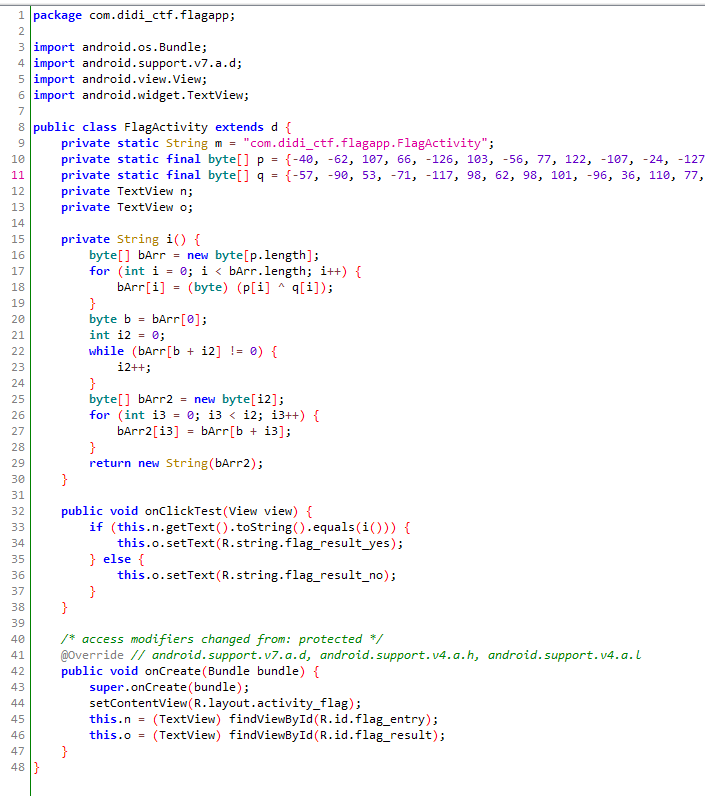 1 package com.didi_ctf.flagapp;
2
3 import android.os.Bundle;
4 import android.support.v7.a.d;
5 import android.view.View;
6 import android.widget.TextView;
7
8 public class FlagActivity extends d {
9     private static String m = "com.didi_ctf.flagapp.FlagActivity";
10     private static final byte[] p = {-40, -62, 107, 66, -126, 103, -56, 77, 122, -107, -24, -127
11     private static final byte[] q = {-57, -90, 53, -71, -117, 98, 62, 98, 101, -96, 36, 110, 77,
12     private TextView n;
13     private TextView o;
14
15     private String i() {
16         byte[] bArr = new byte[p.length];
17         for (int i = 0; i < bArr.length; i++) {
18             bArr[i] = (byte) (p[i] ^ q[i]);
19         }
20         byte b = bArr[0];
21         int i2 = 0;
22         while (bArr[b + i2] != 0) {
23             i2++;
24         }
25         byte[] bArr2 = new byte[i2];
26         for (int i3 = 0; i3 < i2; i3++) {
27             bArr2[i3] = bArr[b + i3];
28         }
29         return new String(bArr2);
30     }
31
32     public void onClickTest(View view) {
33         if (this.n.getText().toString().equals(i())) {
34             this.o.setText(R.string.flag_result_yes);
35         } else {
36             this.o.setText(R.string.flag_result_no);
37         }
38     }
39
40     /* access modifiers changed from: protected */
41     @Override // android.support.v7.a.d, android.support.v4.a.h, android.support.v4.a.l
42     public void onCreate(Bundle bundle) {
43         super.onCreate(bundle);
44         setContentView(R.layout.activity_flag);
45         this.n = (TextView) findViewById(R.id.flag_entry);
46         this.o = (TextView) findViewById(R.id.flag_result);
47     }
48 }